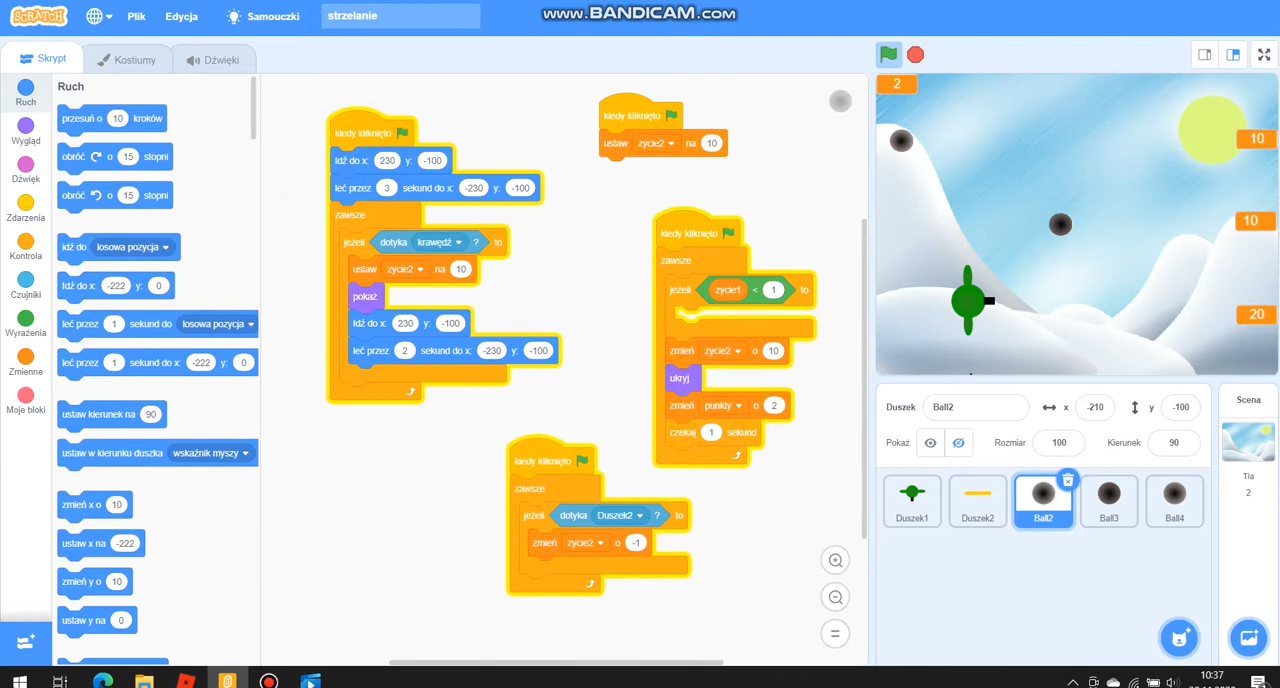 SCRATCH
Plik
Edycja
Samouczki
strzelanie
WWW.BANDICAM.COM
Skrypt
Kostiumy
Dźwięki
Ruch
Wygląd
Dźwięk
Zdarzenia
Kontrola
Czujniki
Wyrażenia
Zmienne
Moje bloki
Ruch
przesuń o 10 kroków
obróć o 15 stopni
obróć o 15 stopni
idź do losowa pozycja
Idź do x: -222 y: 0
leć przez 1 sekund do losowa pozycja
leć przez 1 sekund do x: -222 y: 0
ustaw kierunek na 90
ustaw w kierunku duszka wskaźnik myszy
zmień x o 10
ustaw x na -222
zmień y o 10
ustaw y na 0
kiedy kliknięto
Idź do x: 230 y: -100
leć przez 3 sekund do x: -230 y: -100
zawsze
jeżeli dotyka krawędź ? to
ustaw zycie2 na 10
pokaż
Idź do x: 230 y: -100
leć przez 2 sekund do x: -230 y: -100
kiedy kliknięto
ustaw zycie2 na 10
kiedy kliknięto
zawsze
jeżeli zycie1 < 1 to
zmień zycie2 o 10
ukryj
zmień punkty o 2
czekaj 1 sekund
kiedy kliknięto
zawsze
jeżeli dotyka Duszek2 ? to
zmień zycie2 o -1
2
10
10
20
Duszek Ball2 x -210 y -100
Pokaż Rozmiar 100 Kierunek 90
Duszek1
Duszek2
Ball2
Ball3
Ball4
Scena
Tła
2
10:37